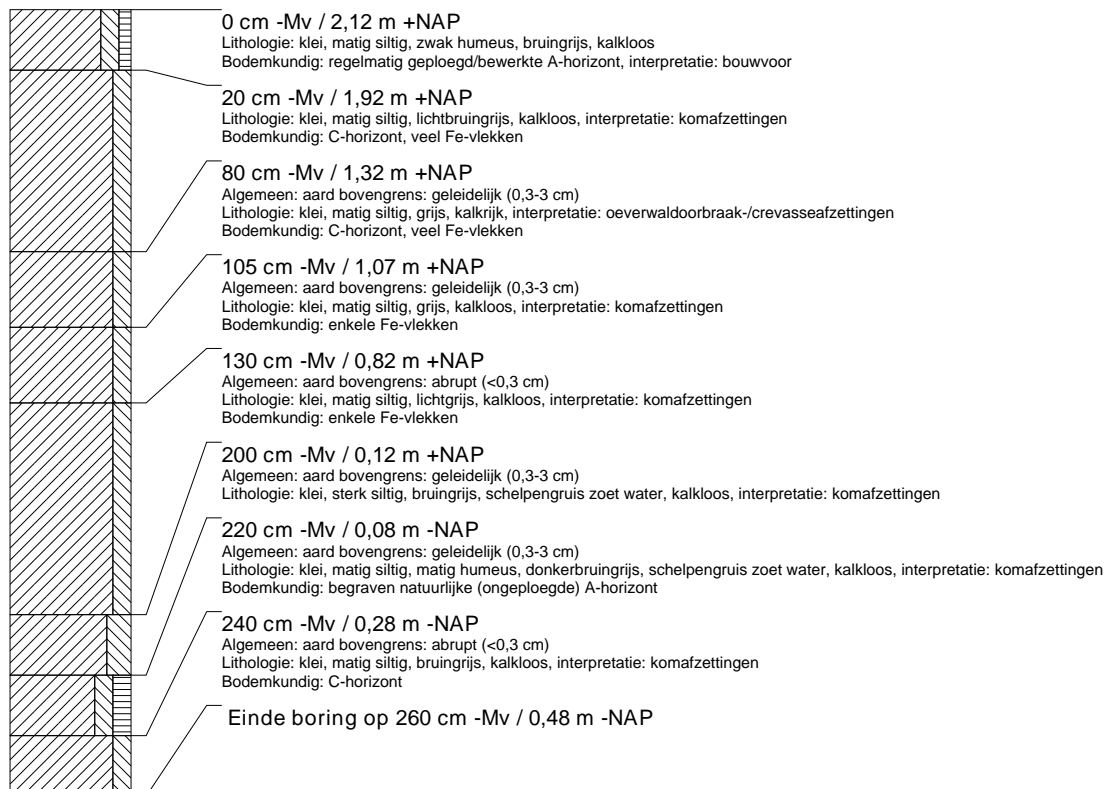 0 cm -Mv / 2,12 m +NAP
Lithologie: klei, matig siltig, zwak humeus, bruingrijs, kalkloos
Bodemkundig: regelmatig geploegd/bewerkte A-horizont, interpretatie: bouwvoor
20 cm -Mv / 1,92 m +NAP
Lithologie: klei, matig siltig, lichtbruingrijs, kalkloos, interpretatie: komafzettingen
Bodemkundig: C-horizont, veel Fe-vlekken
80 cm -Mv / 1,32 m +NAP
Algemeen: aard bovengrens: geleidelijk (0,3-3 cm)
Lithologie: klei, matig siltig, grijs, kalkrijk, interpretatie: oeverwaldoorbraak-/crevasseafzettingen
Bodemkundig: C-horizont, veel Fe-vlekken
105 cm -Mv / 1,07 m +NAP
Algemeen: aard bovengrens: geleidelijk (0,3-3 cm)
Lithologie: klei, matig siltig, grijs, kalkloos, interpretatie: komafzettingen
Bodemkundig: enkele Fe-vlekken
130 cm -Mv / 0,82 m +NAP
Algemeen: aard bovengrens: abrupt (<0,3 cm)
Lithologie: klei, matig siltig, lichtgrijs, kalkloos, interpretatie: komafzettingen
Bodemkundig: enkele Fe-vlekken
200 cm -Mv / 0,12 m +NAP
Algemeen: aard bovengrens: geleidelijk (0,3-3 cm)
Lithologie: klei, sterk siltig, bruingrijs, schelpengruis zoet water, kalkloos, interpretatie: komafzettingen
220 cm -Mv / 0,08 m -NAP
Algemeen: aard bovengrens: geleidelijk (0,3-3 cm)
Lithologie: klei, matig siltig, matig humeus, donkerbruingrijs, schelpengruis zoet water, kalkloos, interpretatie: komafzettingen
Bodemkundig: begraven natuurlijke (ongeploegde) A-horizont
240 cm -Mv / 0,28 m -NAP
Algemeen: aard bovengrens: abrupt (<0,3 cm)
Lithologie: klei, matig siltig, bruingrijs, kalkloos, interpretatie: komafzettingen
Bodemkundig: C-horizont
Einde boring op 260 cm -Mv / 0,48 m -NAP